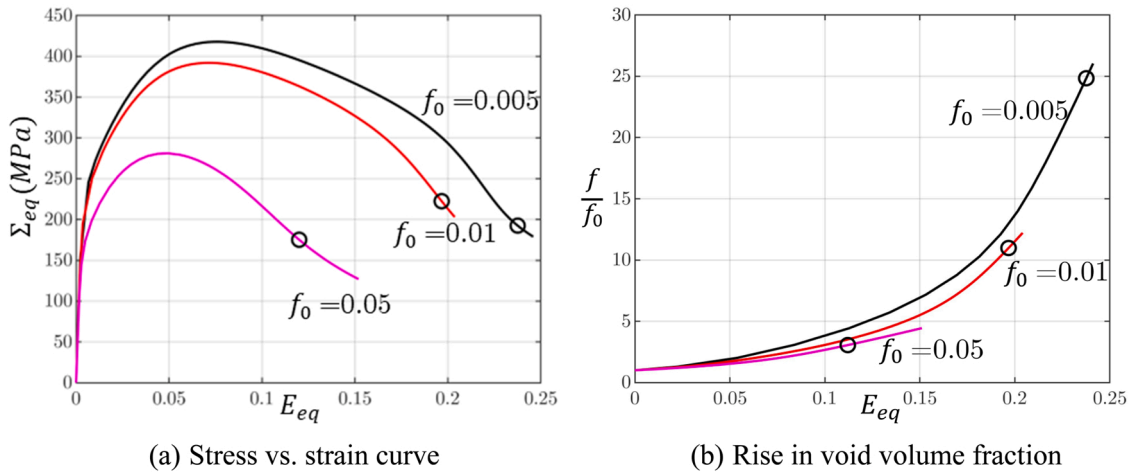 450
400
350
300
250
200
150
100
50
0
Σ_eq (MPa)
f₀ =0.005
f₀ =0.01
f₀ =0.05
0 0.05 0.1 0.15 0.2 0.25
E_eq
(a) Stress vs. strain curve
30
25
20
15
10
5
0
f/f₀
f₀ =0.005
f₀ =0.01
f₀ =0.05
0 0.05 0.1 0.15 0.2 0.25
E_eq
(b) Rise in void volume fraction